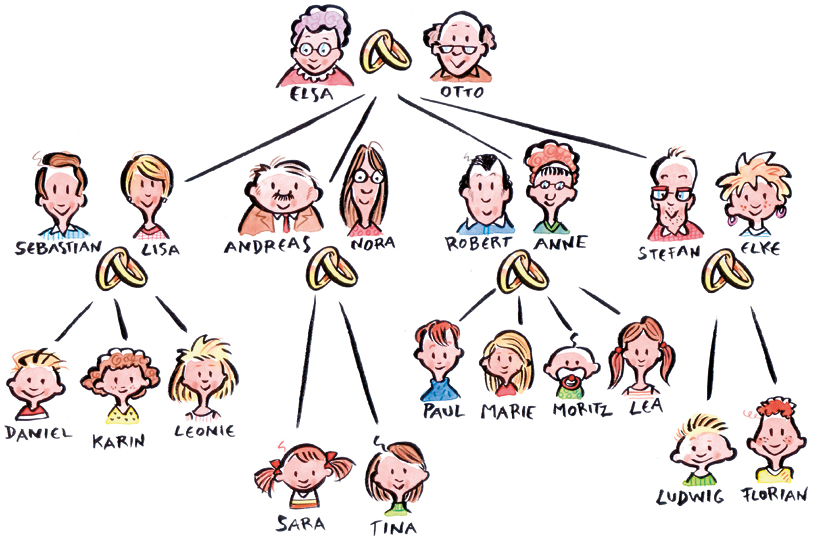 ELSA
OTTO
SEBASTIAN
LISA
ANDREAS
NORA
ROBERT
ANNE
STEFAN
ELKE
DANIEL
KARIN
LEONIE
PAUL
MARIE
MORITZ
LEA
SARA
TINA
LUDWIG
FLORIAN